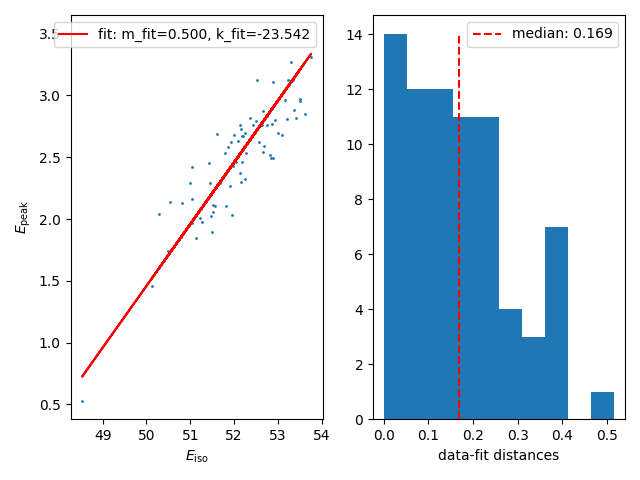 fit: m_fit=0.500, k_fit=-23.542
3.5
3.0
2.5
2.0
1.5
1.0
0.5
E_peak
49 50 51 52 53 54
E_iso
median: 0.169
14
12
10
8
6
4
2
0
0.0 0.1 0.2 0.3 0.4 0.5
data-fit distances